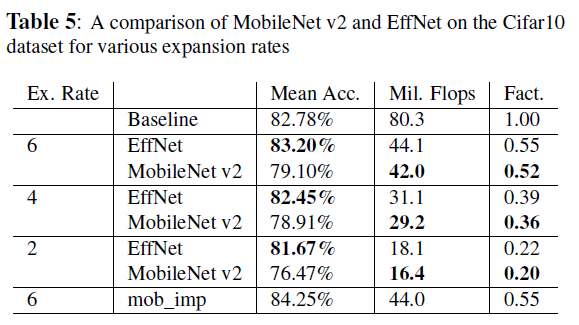 Table 5: A comparison of MobileNet v2 and EffNet on the Cifar10
dataset for various expansion rates
Ex. Rate Mean Acc. Mil. Flops Fact.
Baseline 82.78% 80.3 1.00
6 EffNet 83.20% 44.1 0.55
MobileNet v2 79.10% 42.0 0.52
4 EffNet 82.45% 31.1 0.39
MobileNet v2 78.91% 29.2 0.36
2 EffNet 81.67% 18.1 0.22
MobileNet v2 76.47% 16.4 0.20
6 mob_imp 84.25% 44.0 0.55